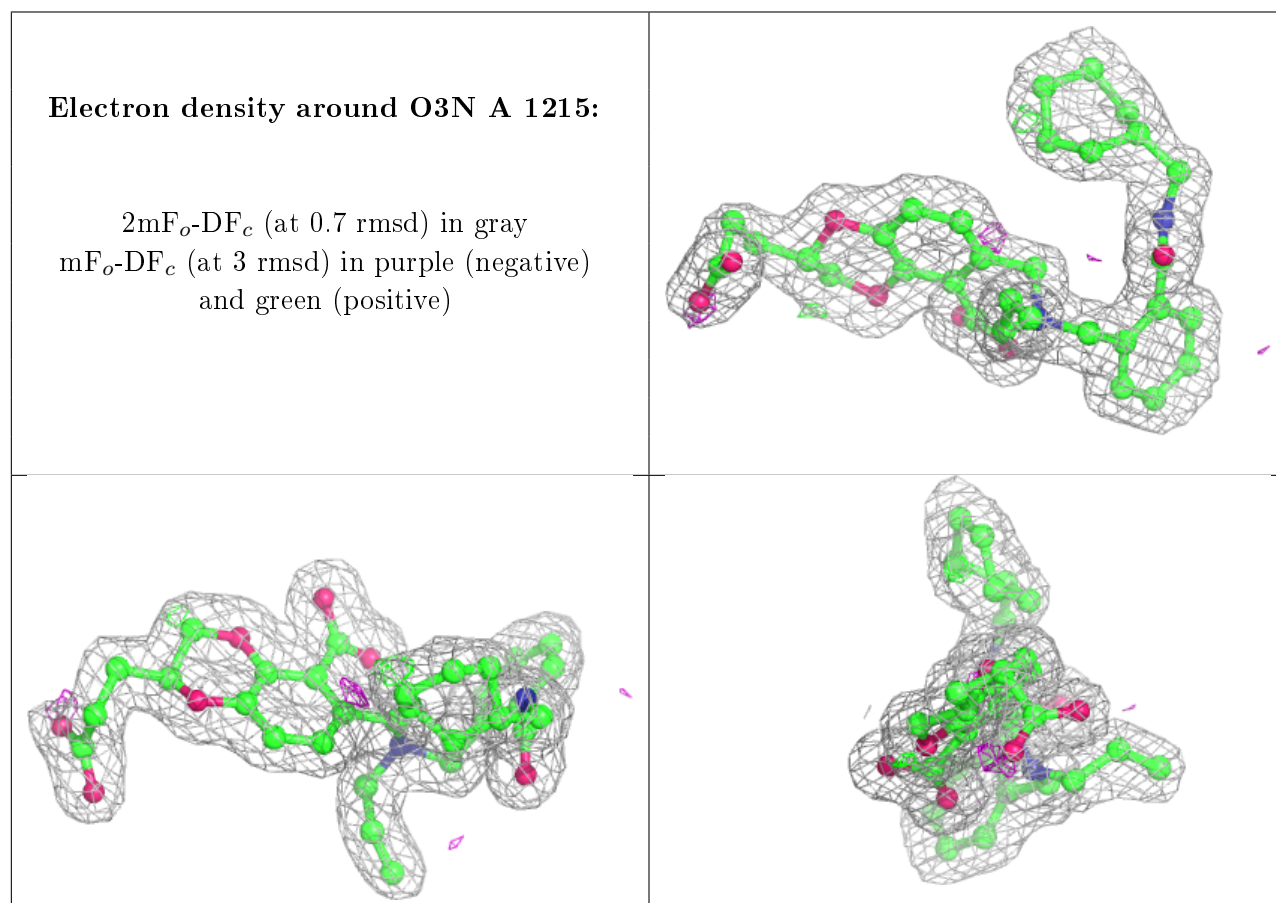 Electron density around O3N A 1215:
2mFₒ-DF𝒸 (at 0.7 rmsd) in gray
mFₒ-DF𝒸 (at 3 rmsd) in purple (negative)
and green (positive)